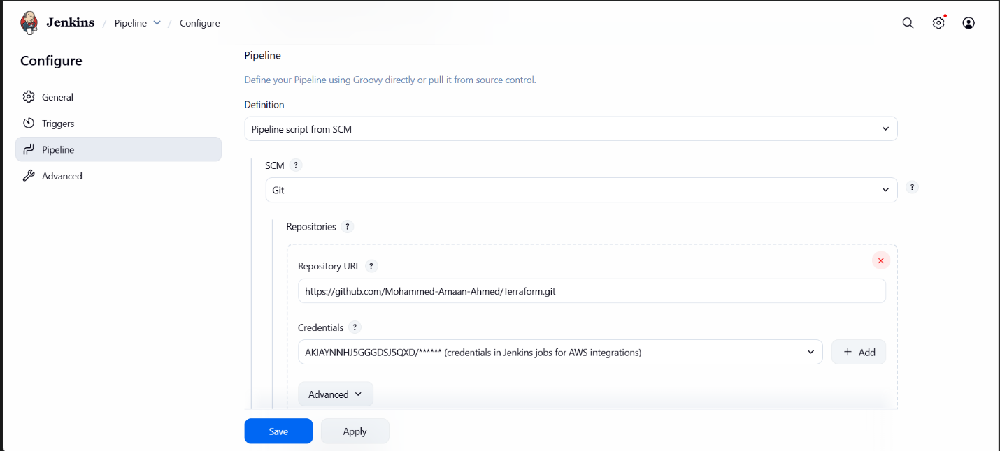 Jenkins / Pipeline / Configure
Configure
General
Triggers
Pipeline
Advanced
Pipeline
Define your Pipeline using Groovy directly or pull it from source control.
Definition
Pipeline script from SCM
SCM ?
Git
?
Repositories ?
Repository URL ?
https://github.com/Mohammed-Amaan-Ahmed/Terraform.git
Credentials ?
AKIAYNNHJ5GGGDSJ5QXD/****** (credentials in Jenkins jobs for AWS integrations)
+ Add
Advanced
Save
Apply